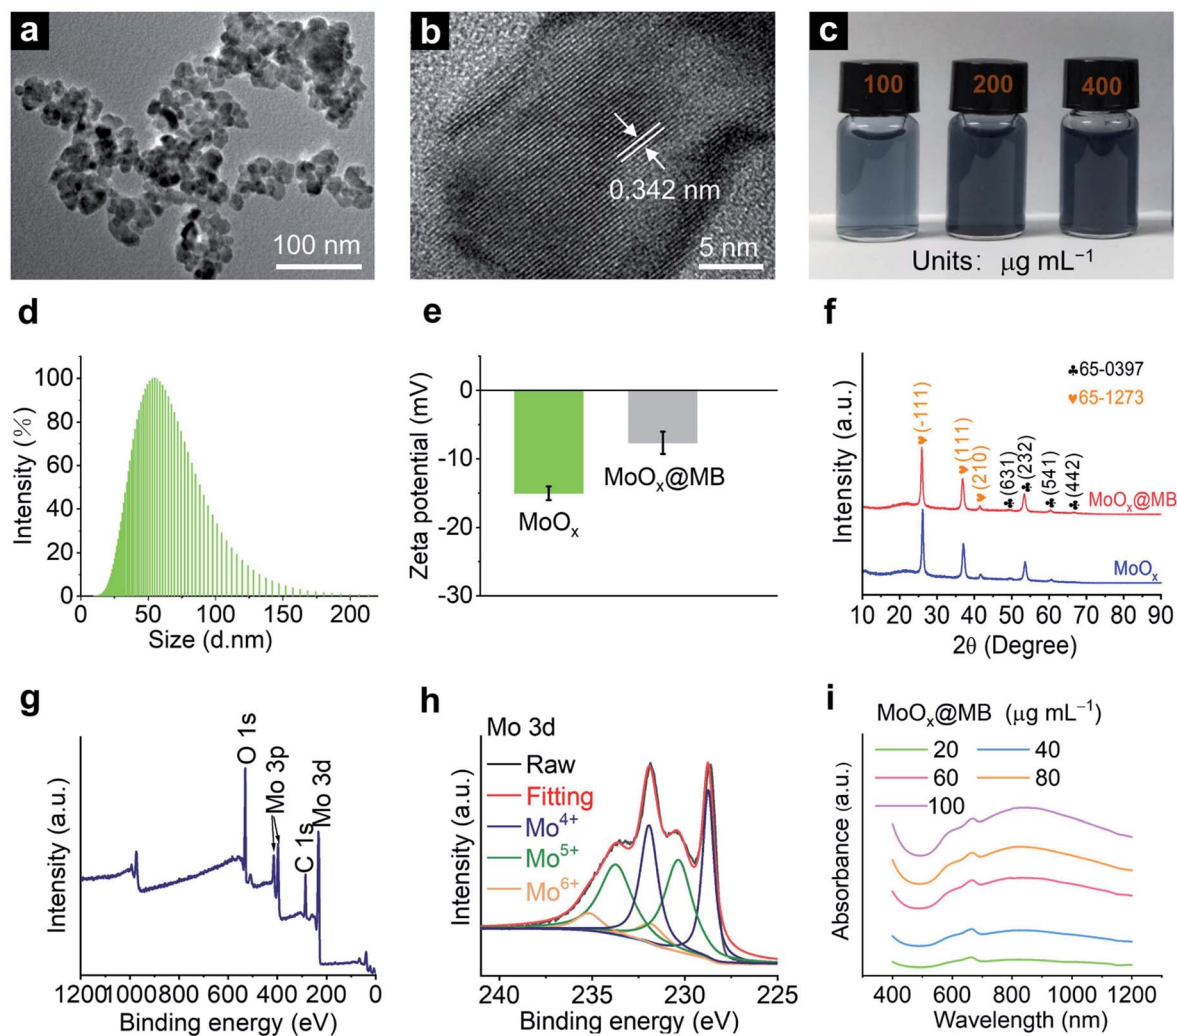 a
100 nm
b
0.342 nm
5 nm
c
100
200
400
Units: μg mL⁻¹
d
Intensity (%)
100
80
60
40
20
0
0
50
100
150
200
Size (d.nm)
e
Zeta potential (mV)
0
-10
-20
-30
MoOₓ
MoOₓ@MB
f
Intensity (a.u.)
♣65-0397
♥65-1273
♥(-111)
♥(111)
♥(210)
♣(631)
♣(232)
♣(541)
♣(442)
MoOₓ@MB
MoOₓ
10 20 30 40 50 60 70 80 90
2θ (Degree)
g
Intensity (a.u.)
O 1s
Mo 3p
C 1s
Mo 3d
1200 1000 800 600 400 200 0
Binding energy (eV)
h
Mo 3d
Raw
Fitting
Mo⁴⁺
Mo⁵⁺
Mo⁶⁺
Intensity (a.u.)
240 235 230 225
Binding energy (eV)
i
MoOₓ@MB (μg mL⁻¹)
20 40
60 80
100
Absorbance (a.u.)
400 600 800 1000 1200
Wavelength (nm)